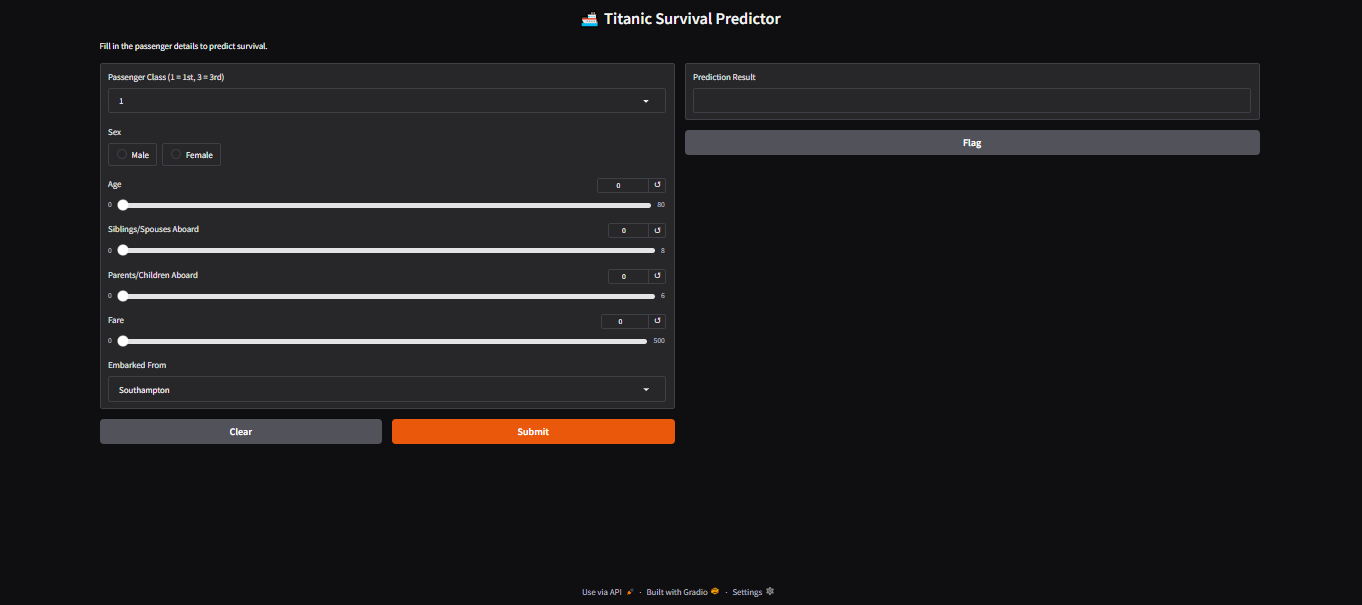 Titanic Survival Predictor
Fill in the passenger details to predict survival.
Passenger Class (1 = 1st, 3 = 3rd)
1
Sex
Male Female
Age 0 ↺
0 80
Siblings/Spouses Aboard 0 ↺
0 8
Parents/Children Aboard 0 ↺
0 6
Fare 0 ↺
0 500
Embarked From
Southampton
Clear Submit
Prediction Result
Flag
Use via API · Built with Gradio · Settings